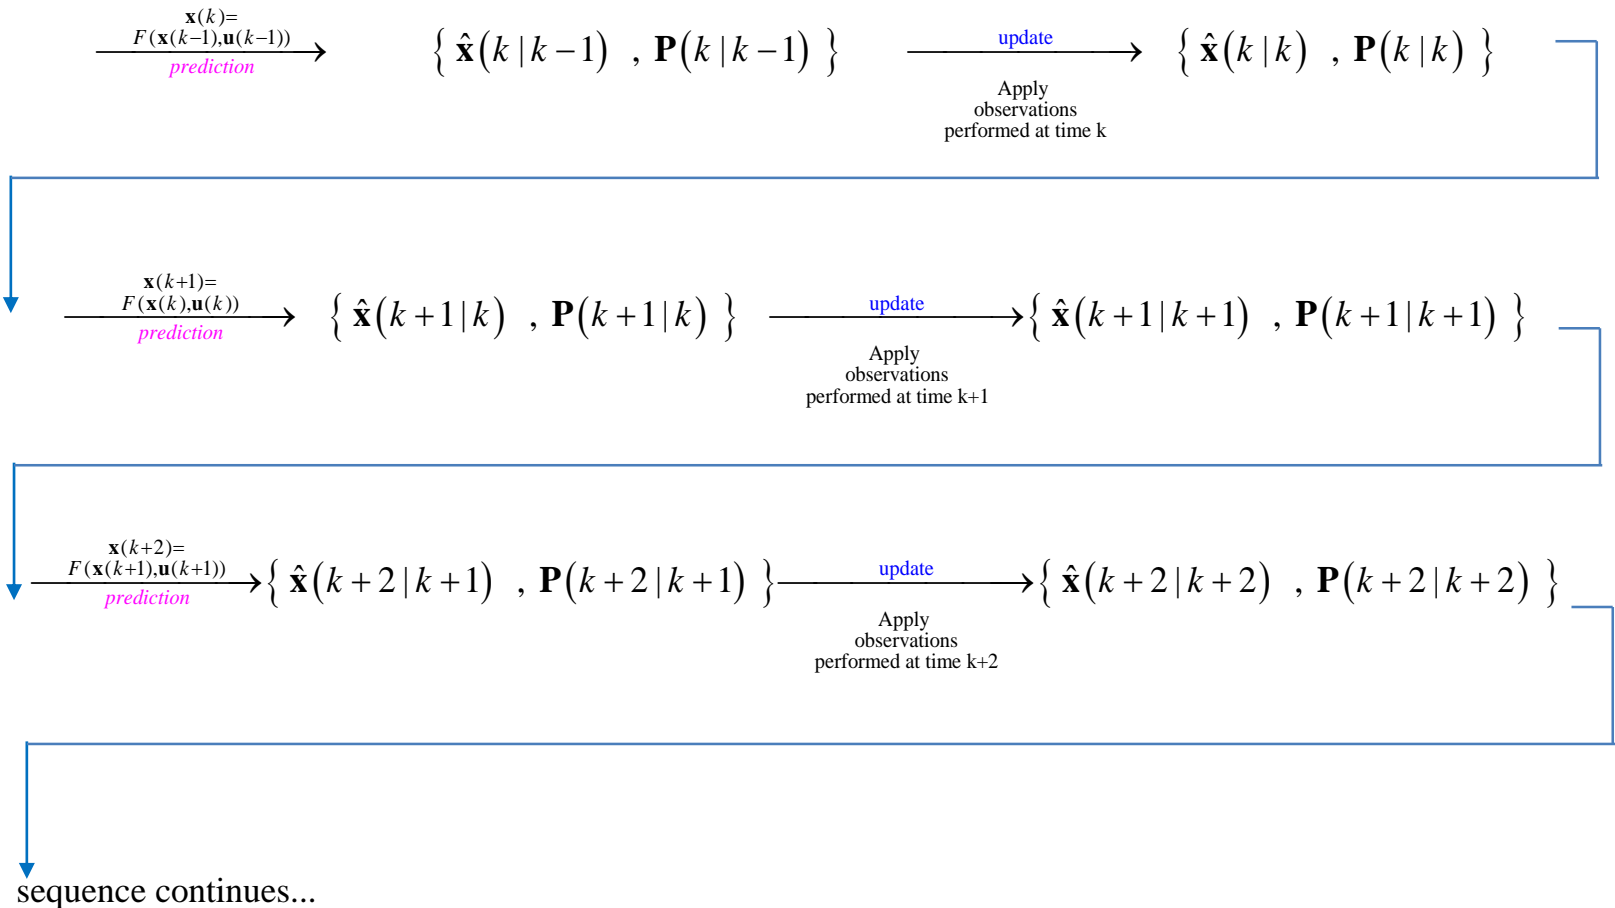 x(k)=
F(x(k−1),u(k−1))
prediction
{ x̂(k | k −1) , P(k | k −1) }
update
Apply
observations
performed at time k
{ x̂(k | k) , P(k | k) }
x(k+1)=
F(x(k),u(k))
prediction
{ x̂(k +1| k) , P(k +1| k) }
update
Apply
observations
performed at time k+1
{ x̂(k +1| k +1) , P(k +1| k +1) }
x(k+2)=
F(x(k+1),u(k+1))
prediction
{ x̂(k + 2 | k +1) , P(k + 2 | k +1) }
update
Apply
observations
performed at time k+2
{ x̂(k + 2 | k + 2) , P(k + 2 | k + 2) }
sequence continues...